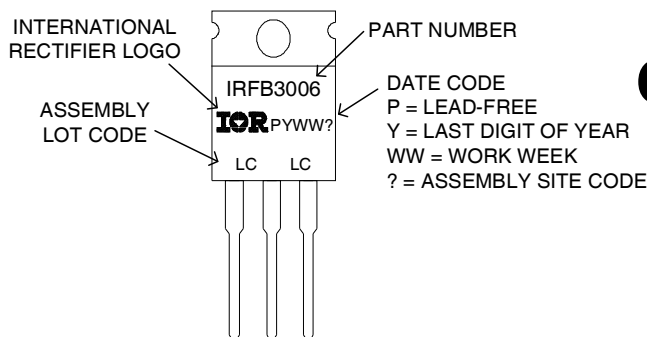 INTERNATIONAL
RECTIFIER LOGO
PART NUMBER
IRFB3006
DATE CODE
P = LEAD-FREE
Y = LAST DIGIT OF YEAR
WW = WORK WEEK
? = ASSEMBLY SITE CODE
ASSEMBLY
LOT CODE
IOR PYWW?
LC LC